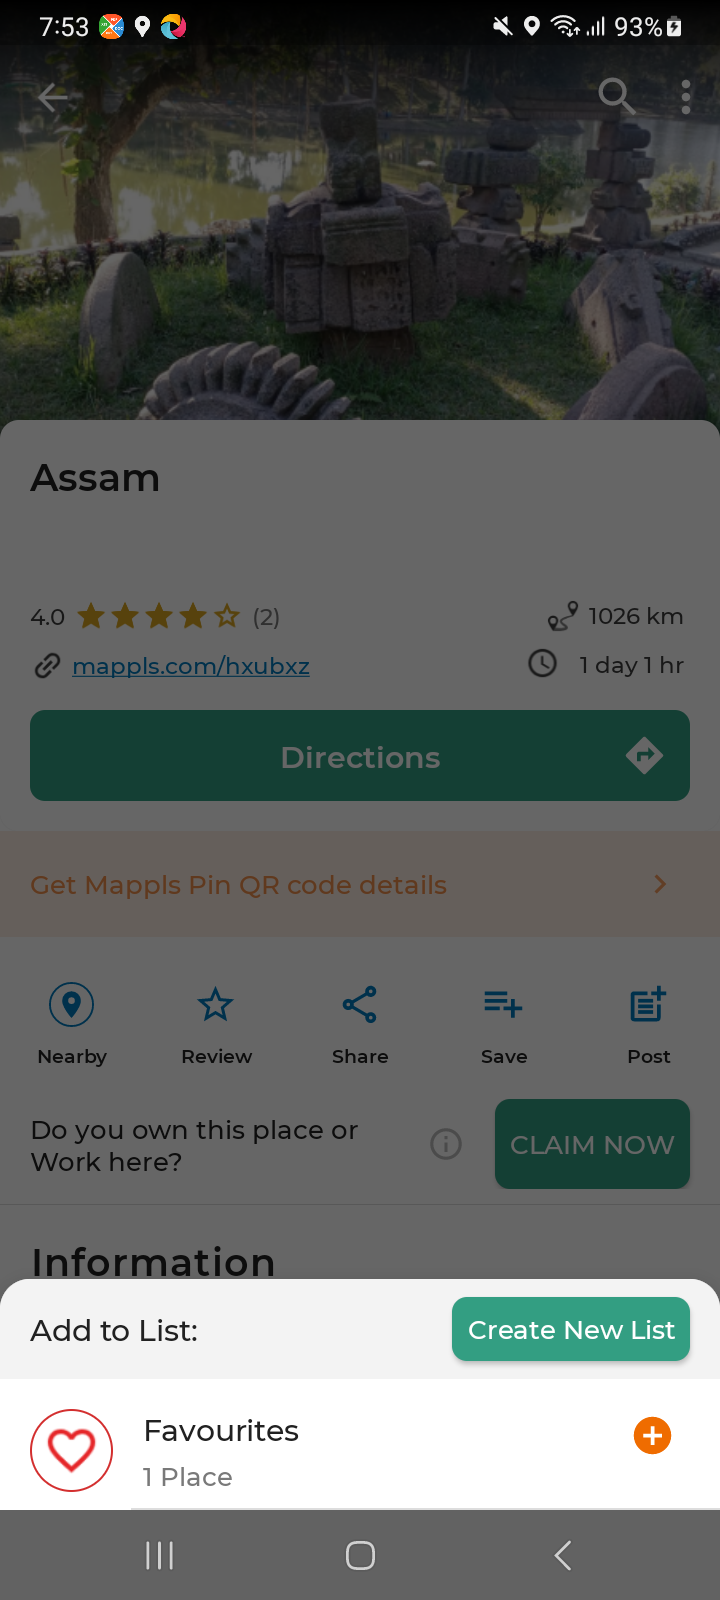 7:53
93%
Assam
4.0 (2)
1026 km
mappls.com/hxubxz
1 day 1 hr
Directions
Get Mappls Pin QR code details
Nearby
Review
Share
Save
Post
Do you own this place or
Work here?
CLAIM NOW
Information
Add to List:
Create New List
Favourites
1 Place